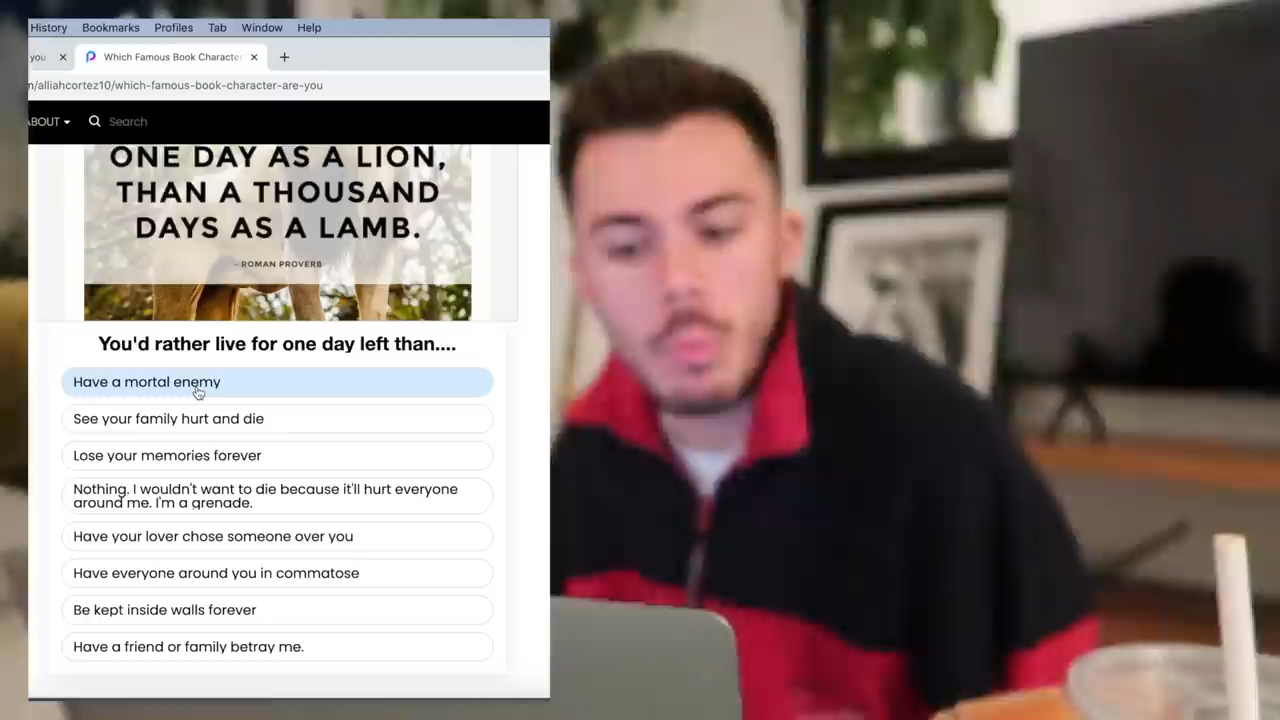 History Bookmarks Profiles Tab Window Help
you Which Famous Book Character
/alliahcortez10/which-famous-book-character-are-you
ABOUT Search
ONE DAY AS A LION,
THAN A THOUSAND
DAYS AS A LAMB.
- ROMAN PROVERB
You'd rather live for one day left than....
Have a mortal enemy
See your family hurt and die
Lose your memories forever
Nothing. I wouldn't want to die because it'll hurt everyone
around me. I'm a grenade.
Have your lover chose someone over you
Have everyone around you in commatose
Be kept inside walls forever
Have a friend or family betray me.